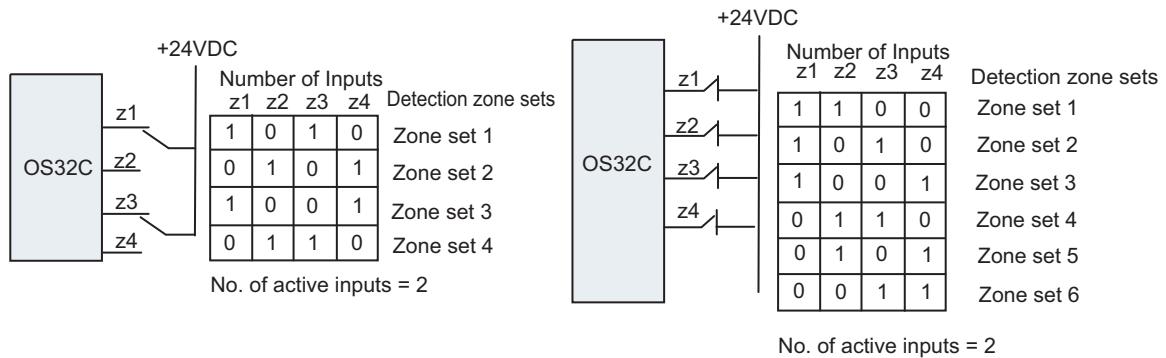 +24VDC
OS32C
z1
z2
z3
z4
Number of Inputs
z1 z2 z3 z4 Detection zone sets
1 0 1 0 Zone set 1
0 1 0 1 Zone set 2
1 0 0 1 Zone set 3
0 1 1 0 Zone set 4
No. of active inputs = 2
+24VDC
OS32C
z1
z2
z3
z4
Number of Inputs
z1 z2 z3 z4 Detection zone sets
1 1 0 0 Zone set 1
1 0 1 0 Zone set 2
1 0 0 1 Zone set 3
0 1 1 0 Zone set 4
0 1 0 1 Zone set 5
0 0 1 1 Zone set 6
No. of active inputs = 2